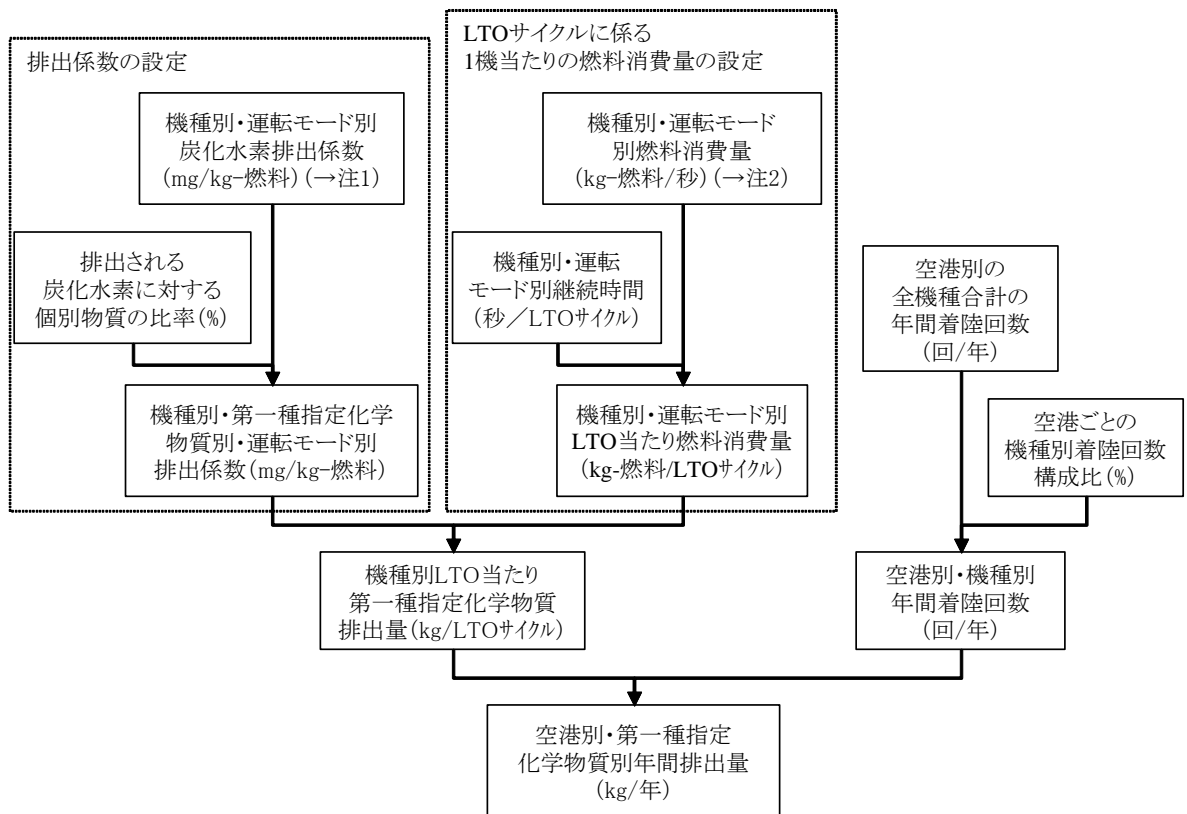 排出係数の設定
LTOサイクルに係る
1機当たりの燃料消費量の設定
機種別・運転モード別
炭化水素排出係数
(mg/kg-燃料)(→注1)
機種別・運転モード
別燃料消費量
(kg-燃料/秒)(→注2)
排出される
炭化水素に対する
個別物質の比率(%)
機種別・運転
モード別継続時間
(秒/LTOサイクル)
空港別の
全機種合計の
年間着陸回数
(回/年)
機種別・第一種指定化学
物質別・運転モード別
排出係数(mg/kg-燃料)
機種別・運転モード別
LTO当たり燃料消費量
(kg-燃料/LTOサイクル)
空港ごとの
機種別着陸回数
構成比(%)
機種別LTO当たり
第一種指定化学物質
排出量(kg/LTOサイクル)
空港別・機種別
年間着陸回数
(回/年)
空港別・第一種指定
化学物質別年間排出量
(kg/年)